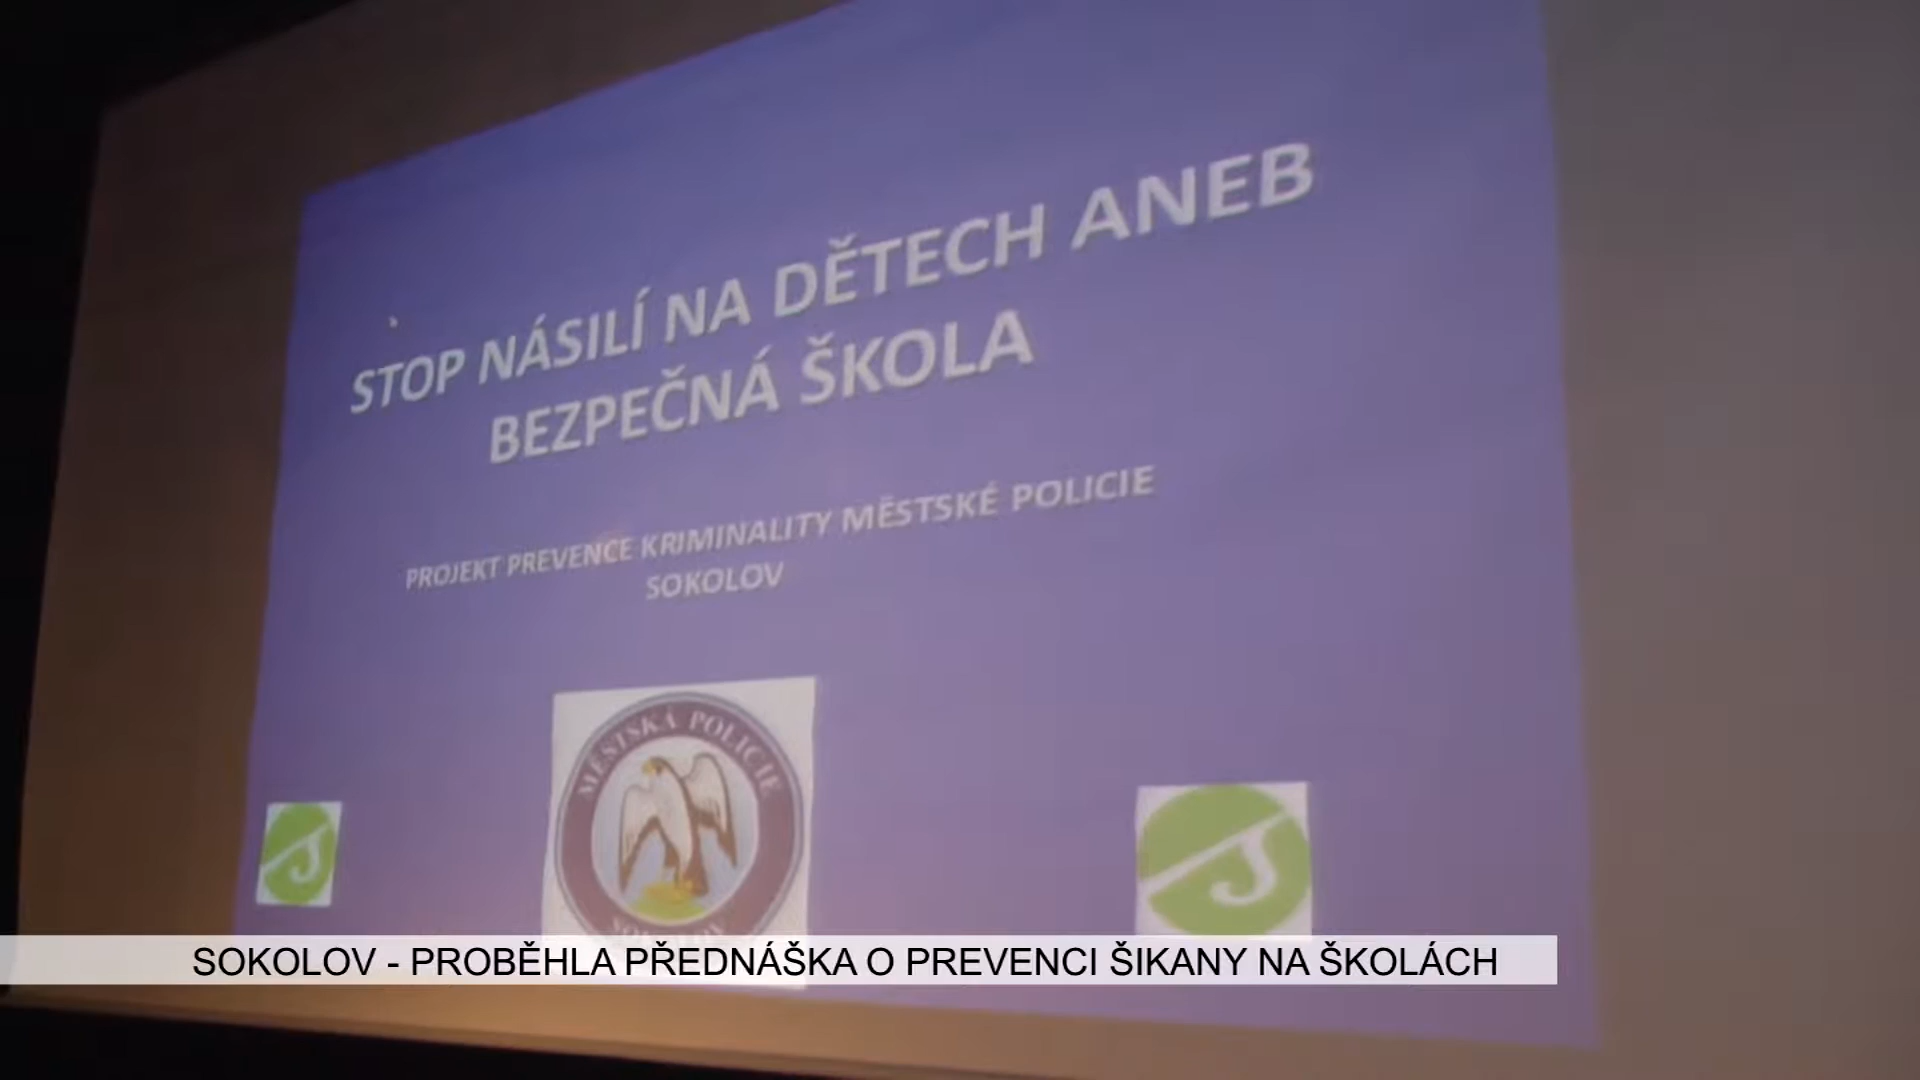 STOP NÁSILÍ NA DĚTECH ANEB
BEZPEČNÁ ŠKOLA
PROJEKT PREVENCE KRIMINALITY MĚSTSKÉ POLICIE
SOKOLOV
MĚSTSKÁ POLICIE
SOKOLOV
SOKOLOV - PROBĚHLA PŘEDNÁŠKA O PREVENCI ŠIKANY NA ŠKOLÁCH